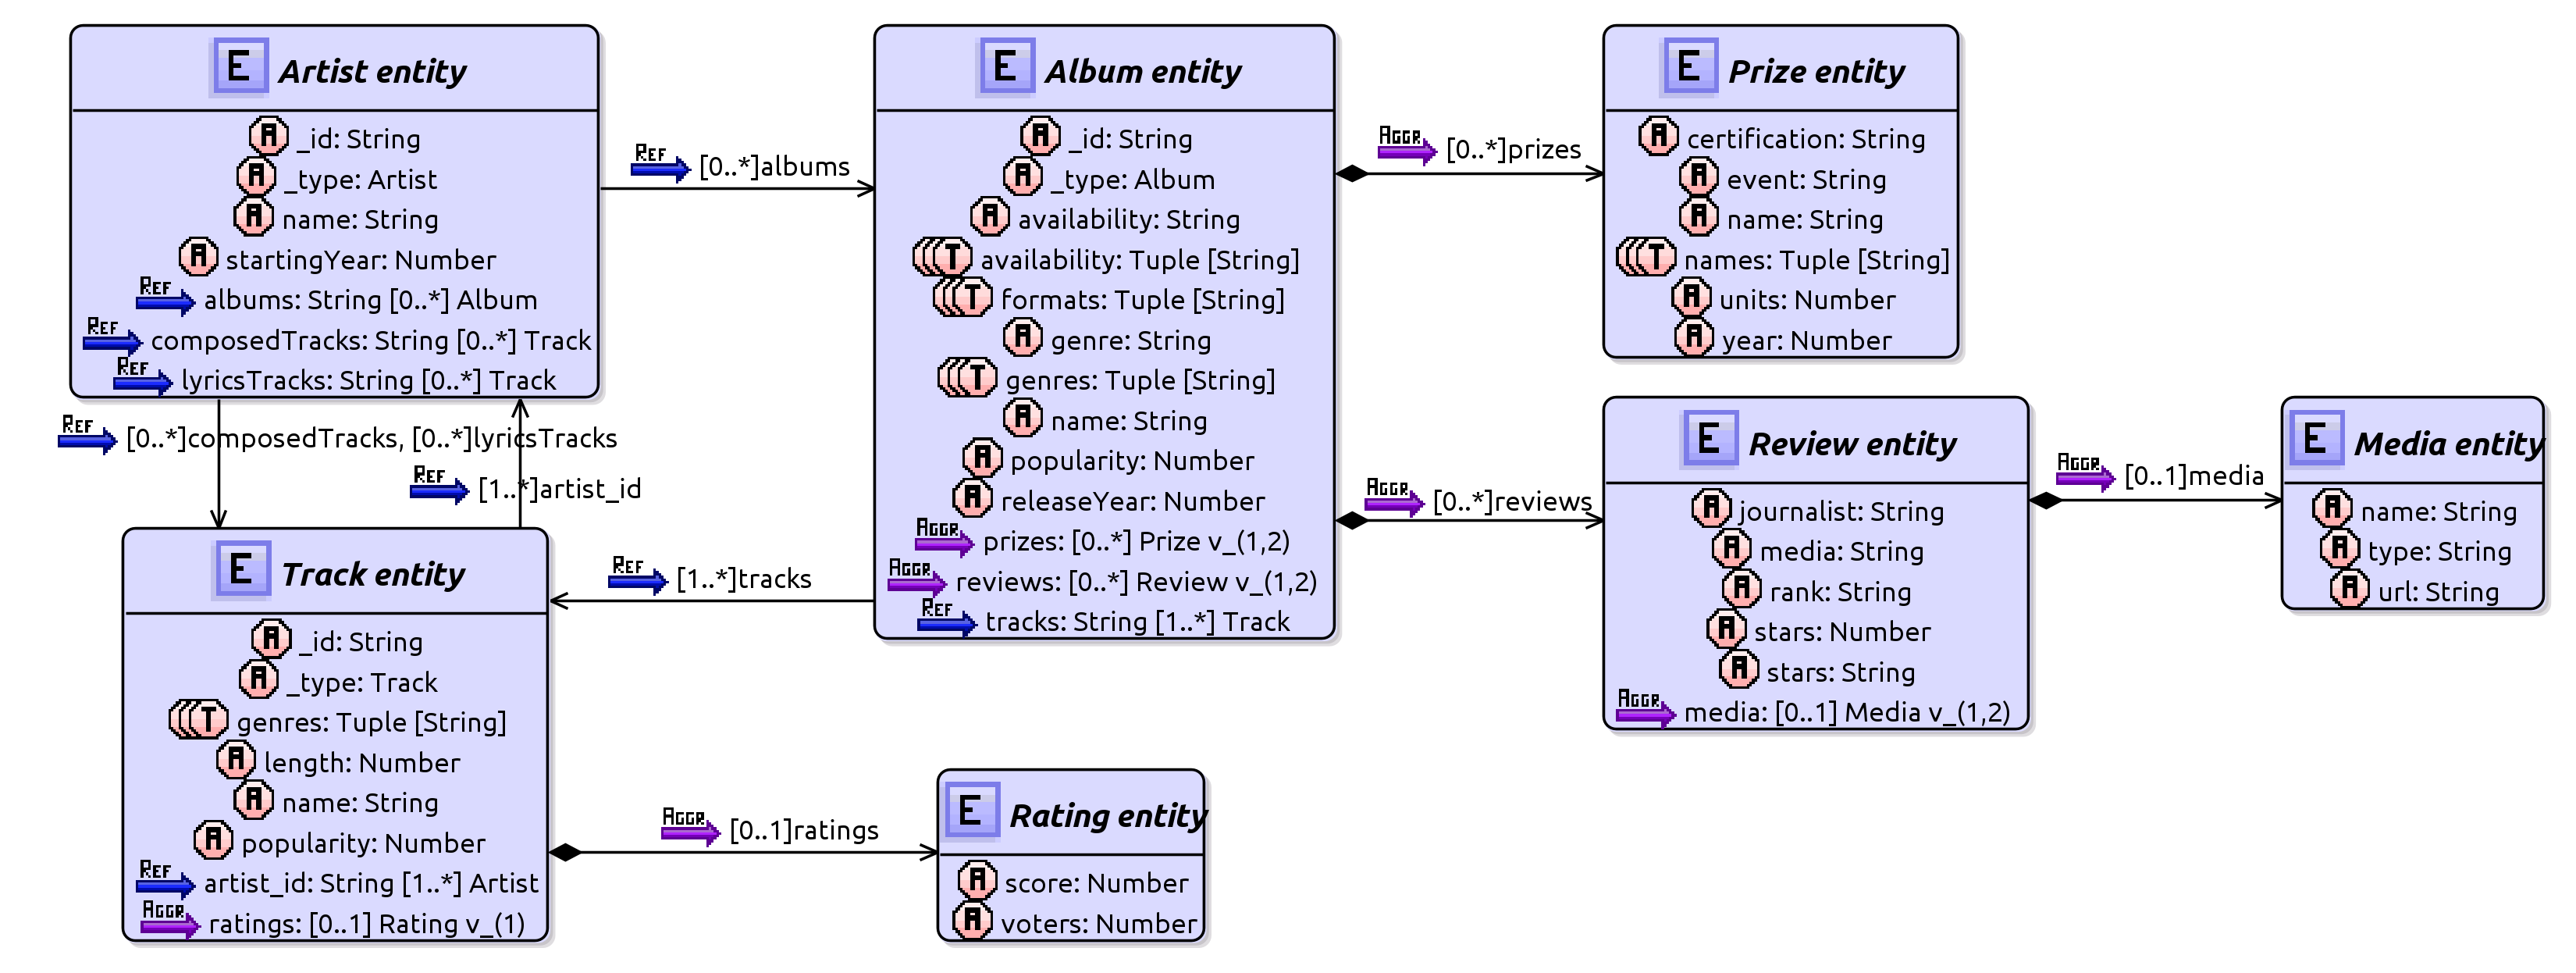 E Artist entity
A _id: String
A _type: Artist
A name: String
A startingYear: Number
REF albums: String [0..*] Album
REF composedTracks: String [0..*] Track
REF lyricsTracks: String [0..*] Track
REF [0..*]albums
E Album entity
A _id: String
A _type: Album
A availability: String
T availability: Tuple [String]
T formats: Tuple [String]
A genre: String
T genres: Tuple [String]
A name: String
A popularity: Number
A releaseYear: Number
AGGR prizes: [0..*] Prize v_(1,2)
AGGR reviews: [0..*] Review v_(1,2)
REF tracks: String [1..*] Track
AGGR [0..*]prizes
E Prize entity
A certification: String
A event: String
A name: String
T names: Tuple [String]
A units: Number
A year: Number
REF [0..*]composedTracks, [0..*]lyricsTracks
REF [1..*]artist_id
AGGR [0..*]reviews
E Review entity
A journalist: String
A media: String
A rank: String
A stars: Number
A stars: String
AGGR media: [0..1] Media v_(1,2)
AGGR [0..1]media
E Media entity
A name: String
A type: String
A url: String
E Track entity
A _id: String
A _type: Track
T genres: Tuple [String]
A length: Number
A name: String
A popularity: Number
REF artist_id: String [1..*] Artist
AGGR ratings: [0..1] Rating v_(1)
REF [1..*]tracks
AGGR [0..1]ratings
E Rating entity
A score: Number
A voters: Number